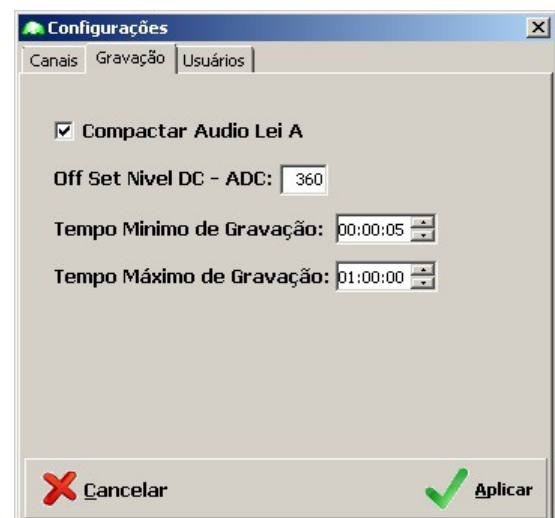 Configurações
Canais Gravação Usuários
Compactar Audio Lei A
Off Set Nivel DC - ADC: 360
Tempo Minimo de Gravação: 00:00:05
Tempo Máximo de Gravação: 01:00:00
Cancelar Aplicar